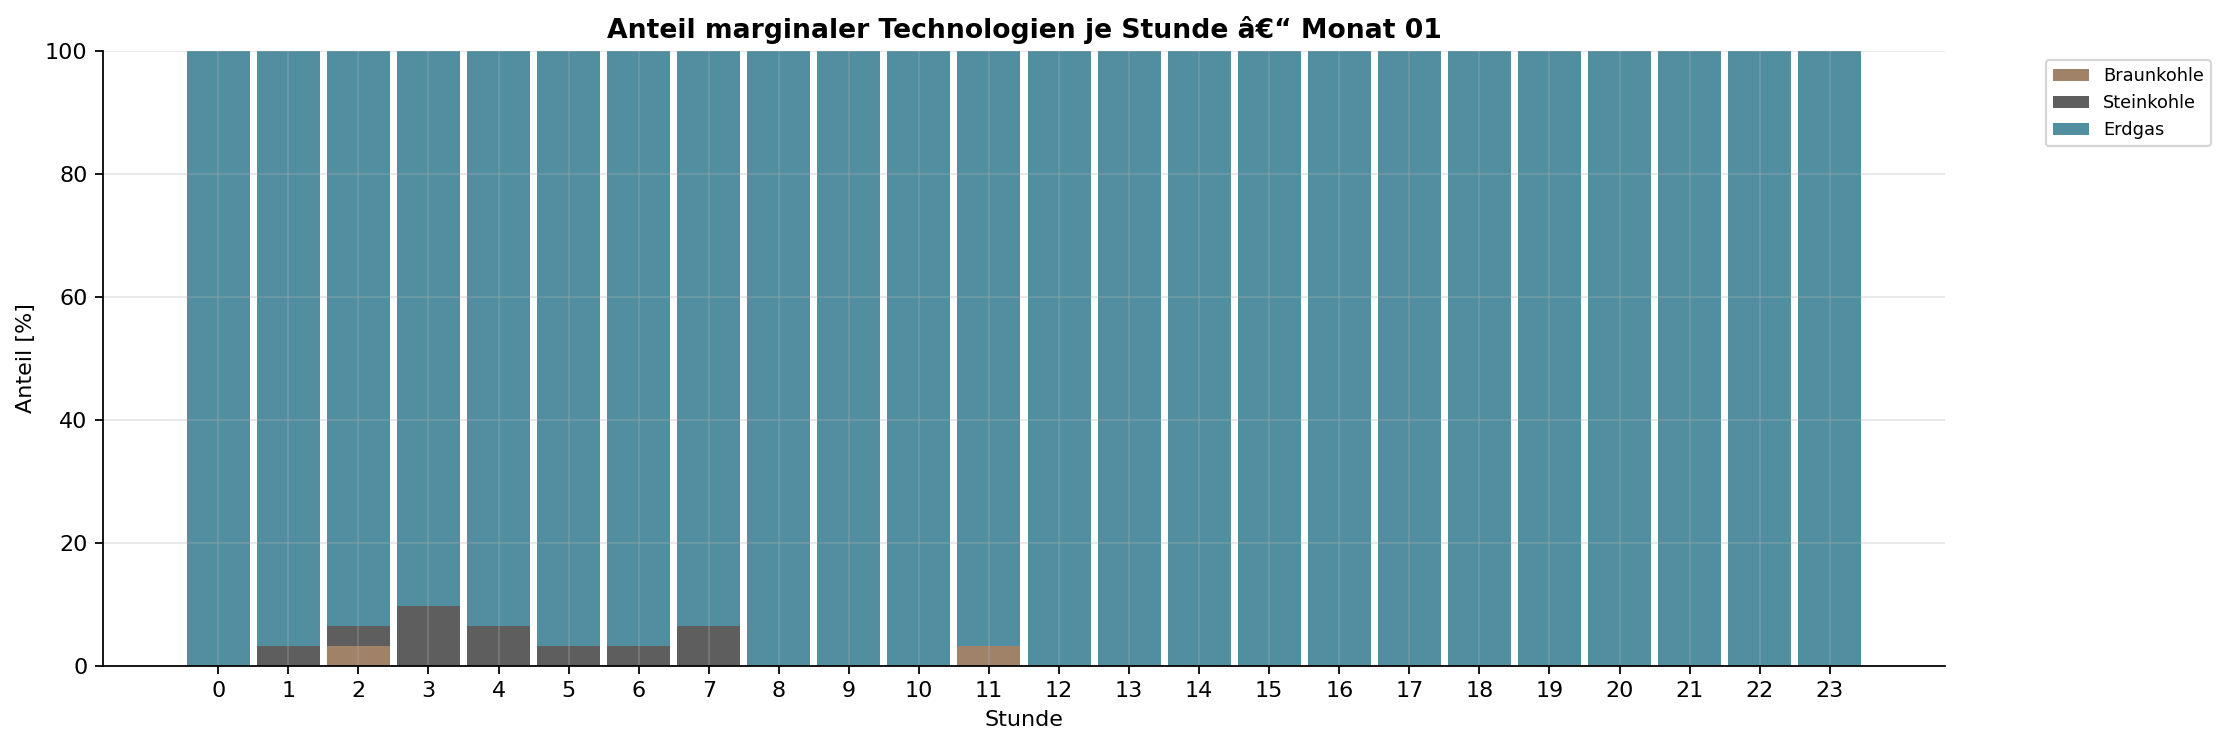 Anteil marginaler Technologien je Stunde â€“ Monat 01
100
80
60
40
20
0
Anteil [%]
0 1 2 3 4 5 6 7 8 9 10 11 12 13 14 15 16 17 18 19 20 21 22 23
Stunde
Braunkohle
Steinkohle
Erdgas